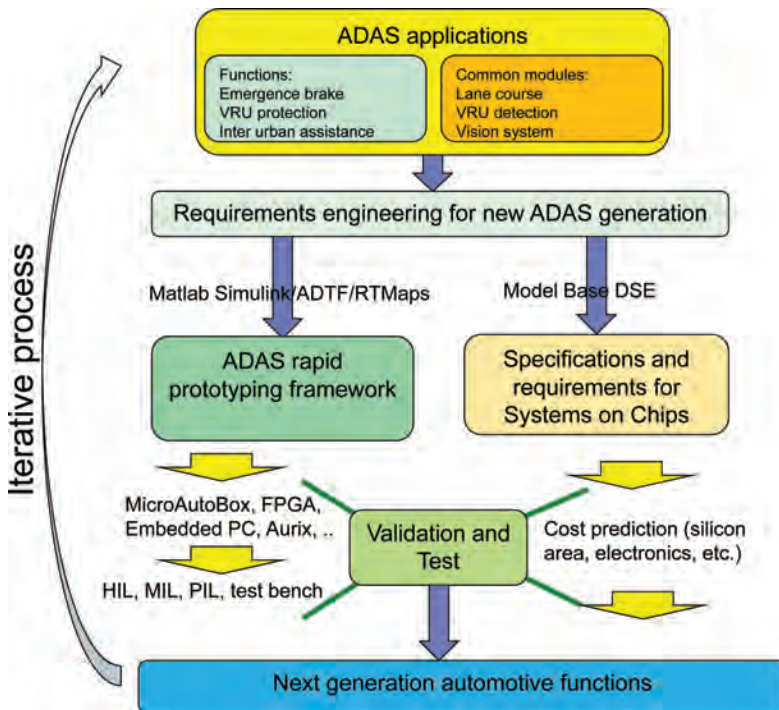 ADAS applications
Functions:
Emergence brake
VRU protection
Inter urban assistance
Common modules:
Lane course
VRU detection
Vision system
Requirements engineering for new ADAS generation
Matlab Simulink/ADTF/RTMaps
Model Base DSE
ADAS rapid
prototyping framework
Specifications and
requirements for
Systems on Chips
Iterative process
MicroAutoBox, FPGA,
Embedded PC, Aurix, ..
Validation and
Test
Cost prediction (silicon
area, electronics, etc.)
HIL, MIL, PIL, test bench
Next generation automotive functions